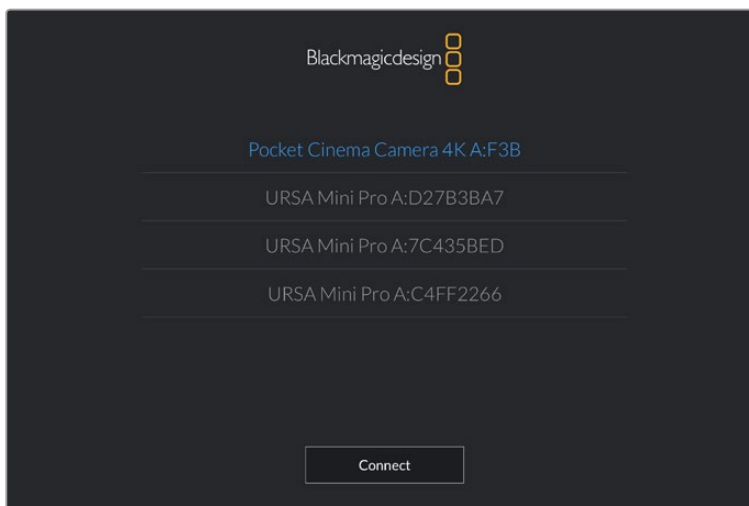 Blackmagicdesign
Pocket Cinema Camera 4K A:F3B
URSA Mini Pro A:D27B3BA7
URSA Mini Pro A:7C435BED
URSA Mini Pro A:C4FF2266
Connect